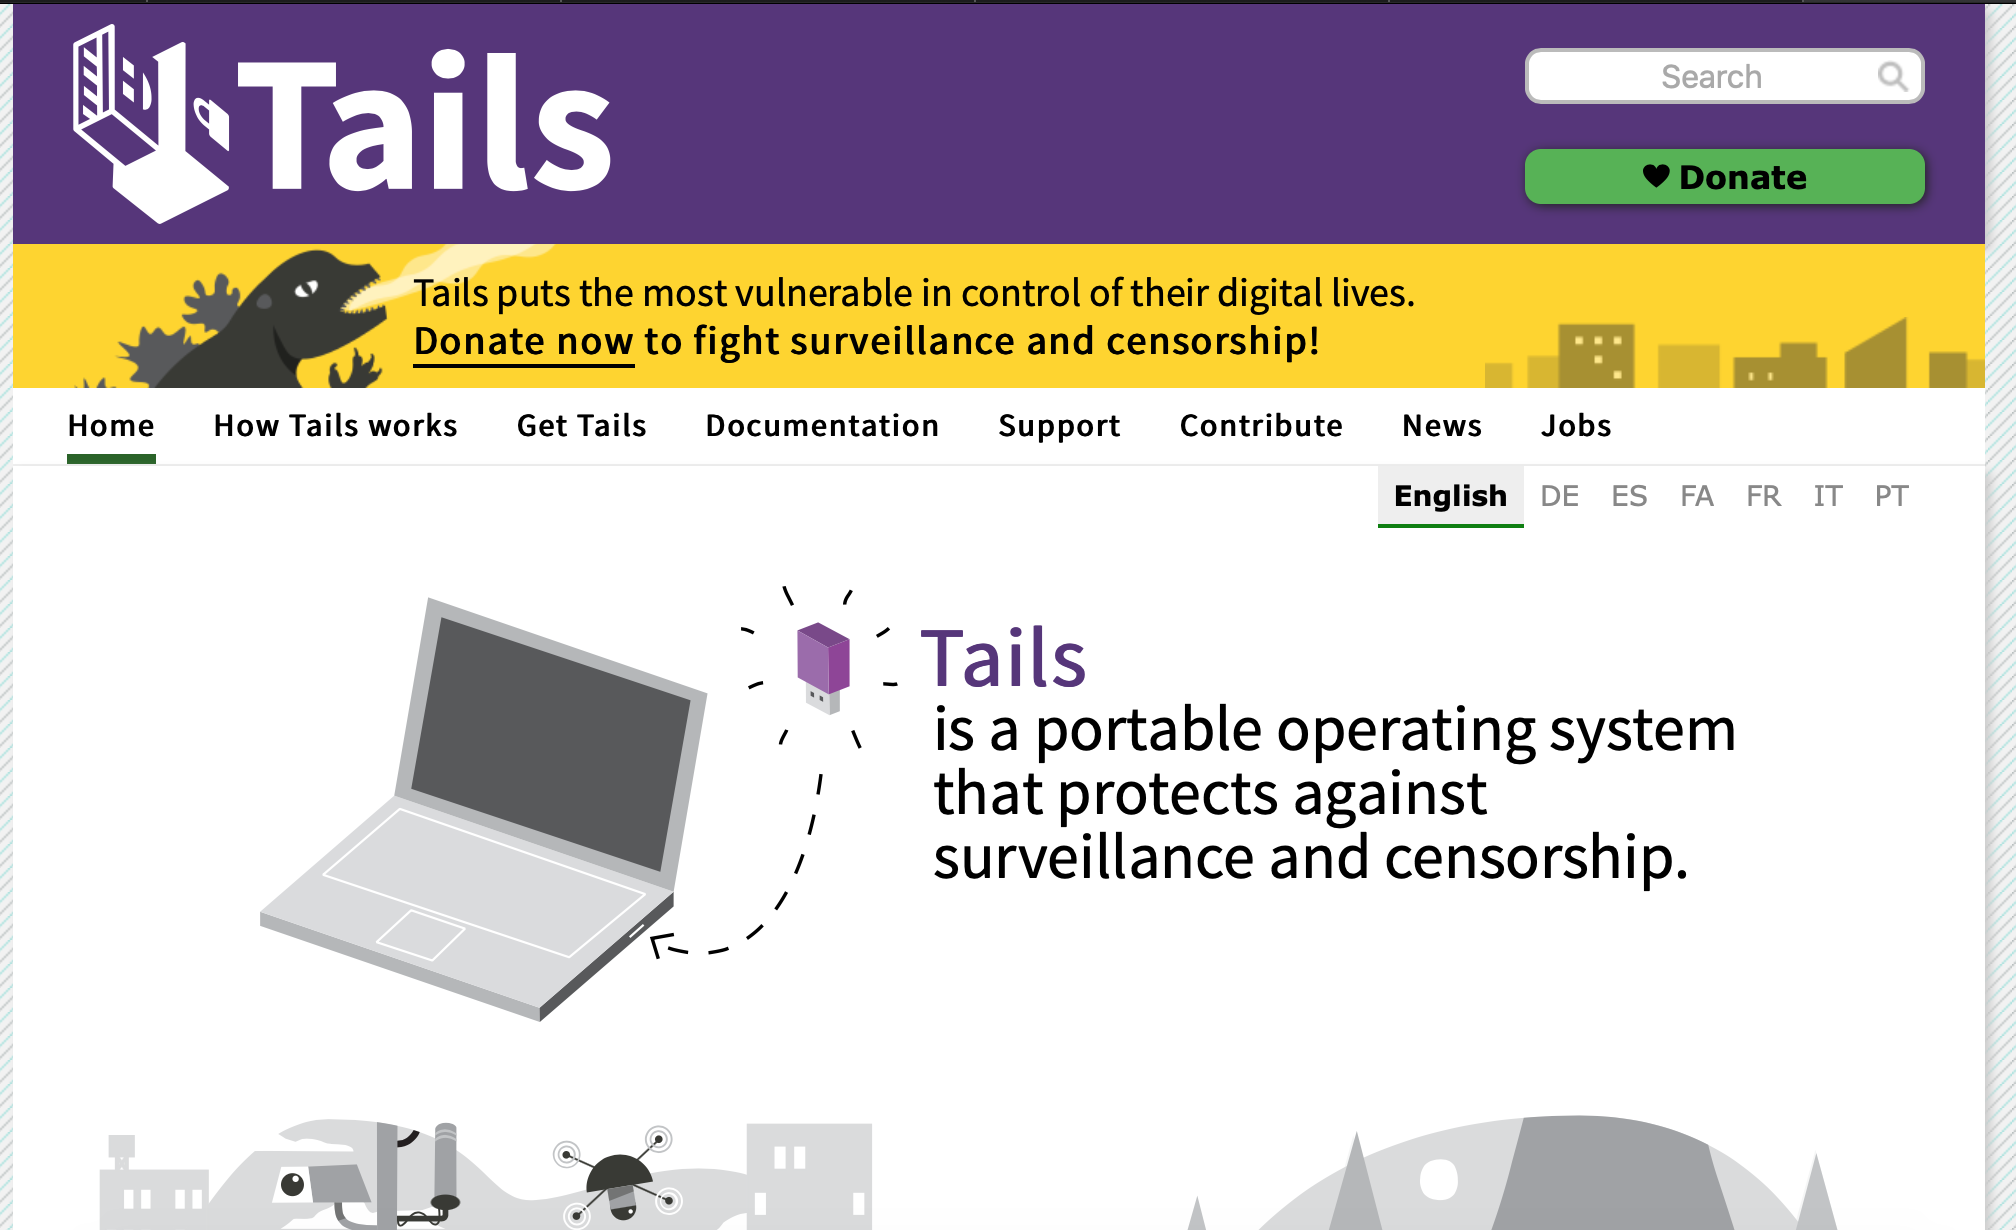 Tails
Search
Donate
Tails puts the most vulnerable in control of their digital lives.
Donate now to fight surveillance and censorship!
Home How Tails works Get Tails Documentation Support Contribute News Jobs
English DE ES FA FR IT PT
Tails
is a portable operating system
that protects against
surveillance and censorship.